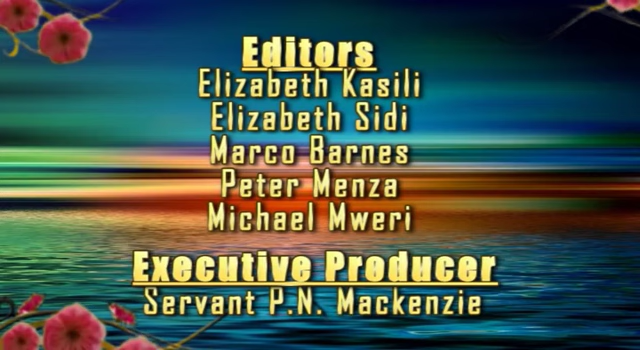 Editors
Elizabeth Kasili
Elizabeth Sidi
Marco Barnes
Peter Menza
Michael Mweri
Executive Producer
Servant P.N. Mackenzie